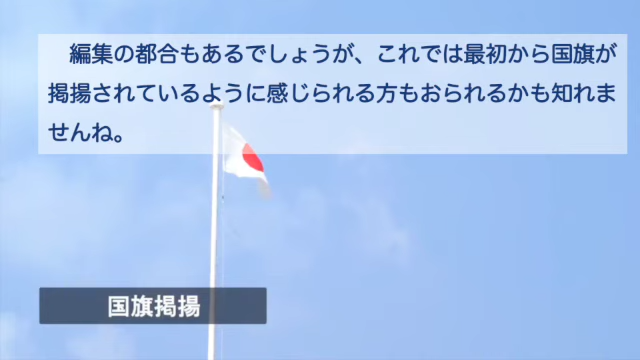 編集の都合もあるでしょうが、これでは最初から国旗が
掲揚されているように感じられる方もおられるかも知れま
せんね。
国旗掲揚